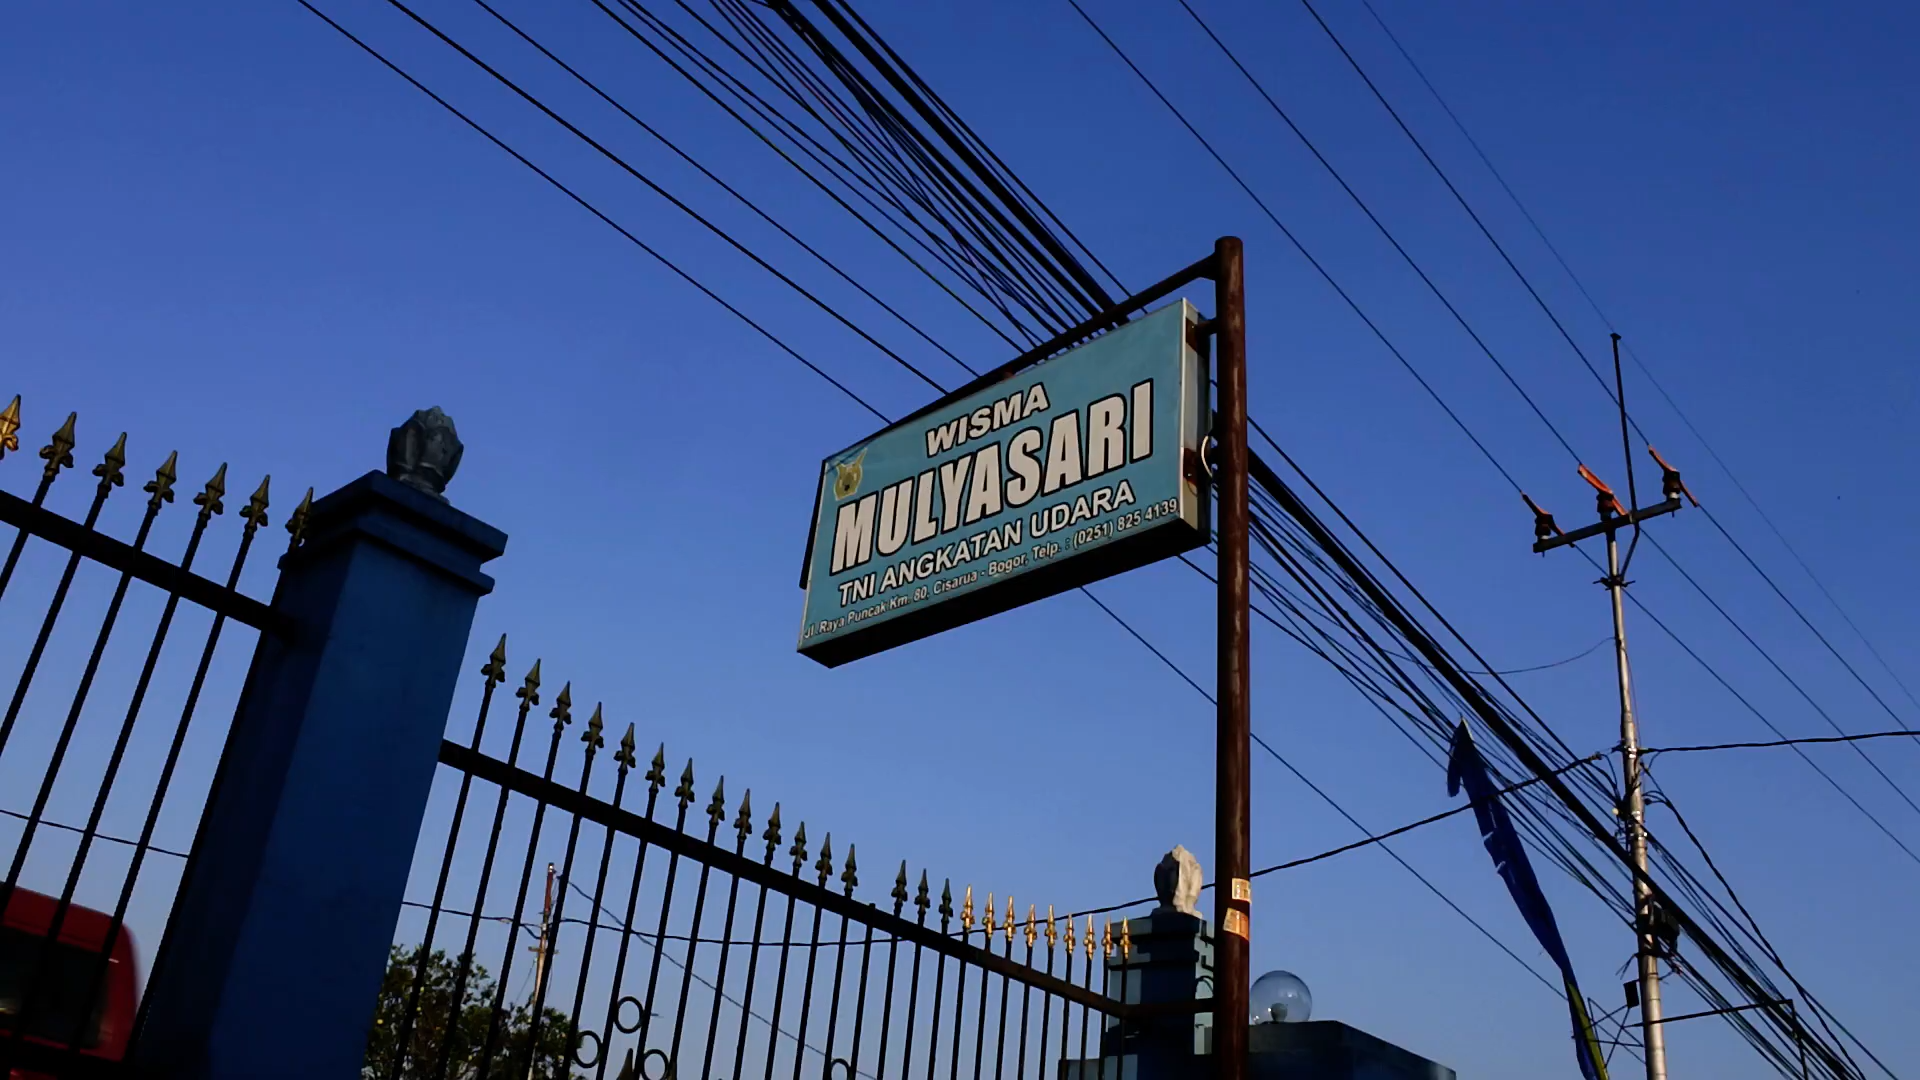 WISMA
MULYASARI
TNI ANGKATAN UDARA
Jl. Raya Puncak Km. 80, Cisarua - Bogor, Telp. : (0251) 825 4139